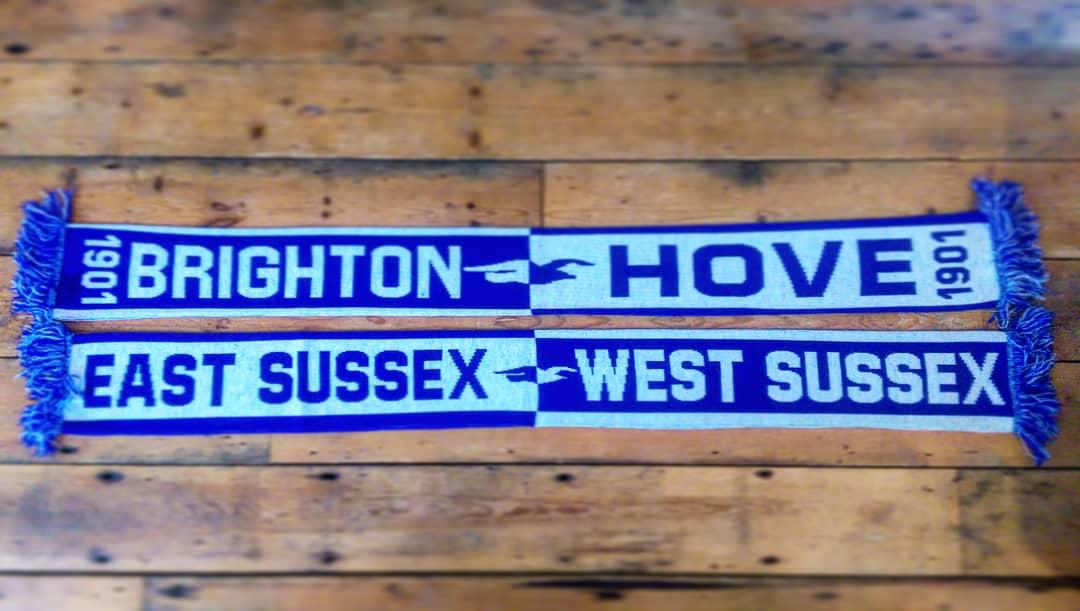 1901 BRIGHTON HOVE 1901
EAST SUSSEX WEST SUSSEX